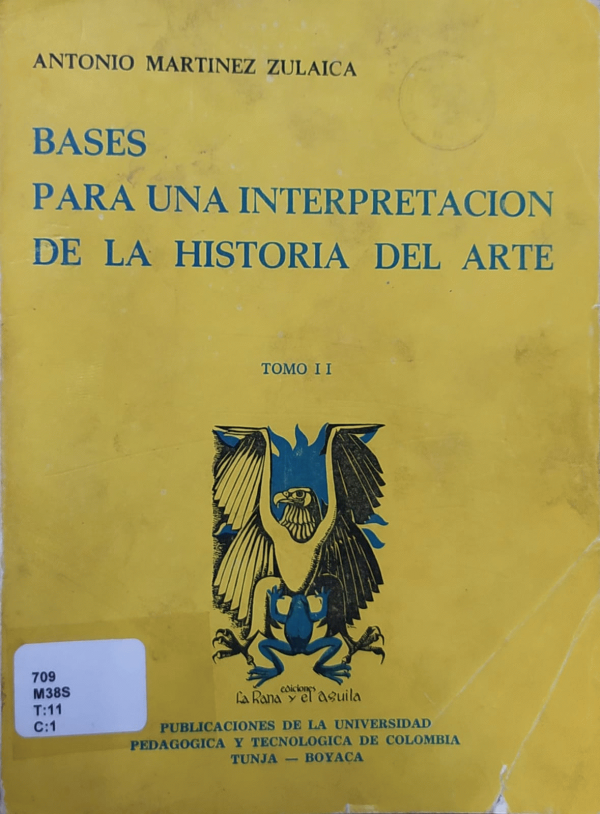 ANTONIO MARTINEZ ZULAICA
BASES
PARA UNA INTERPRETACION
DE LA HISTORIA DEL ARTE
TOMO II
ediciones
La Rana y el águila
709
M38S
T:11
C:1
PUBLICACIONES DE LA UNIVERSIDAD
PEDAGOGICA Y TECNOLOGICA DE COLOMBIA
TUNJA — BOYACA